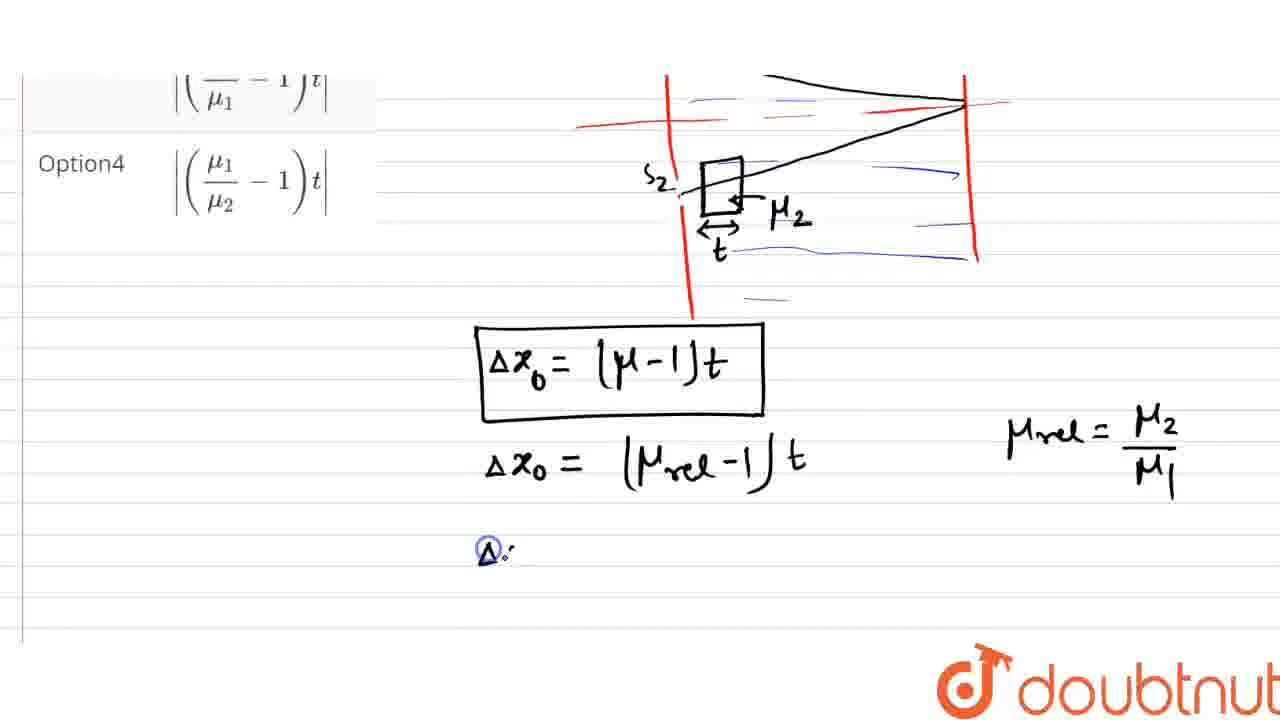 |(― − 1)t|
μ₁
Option4 |(μ₁/μ₂ − 1)t|
S₂
μ₂
t
Δx₀ = (μ−1)t
Δx₀ = (μrel −1)t
μrel = μ₂/μ₁
Δ
doubtnut